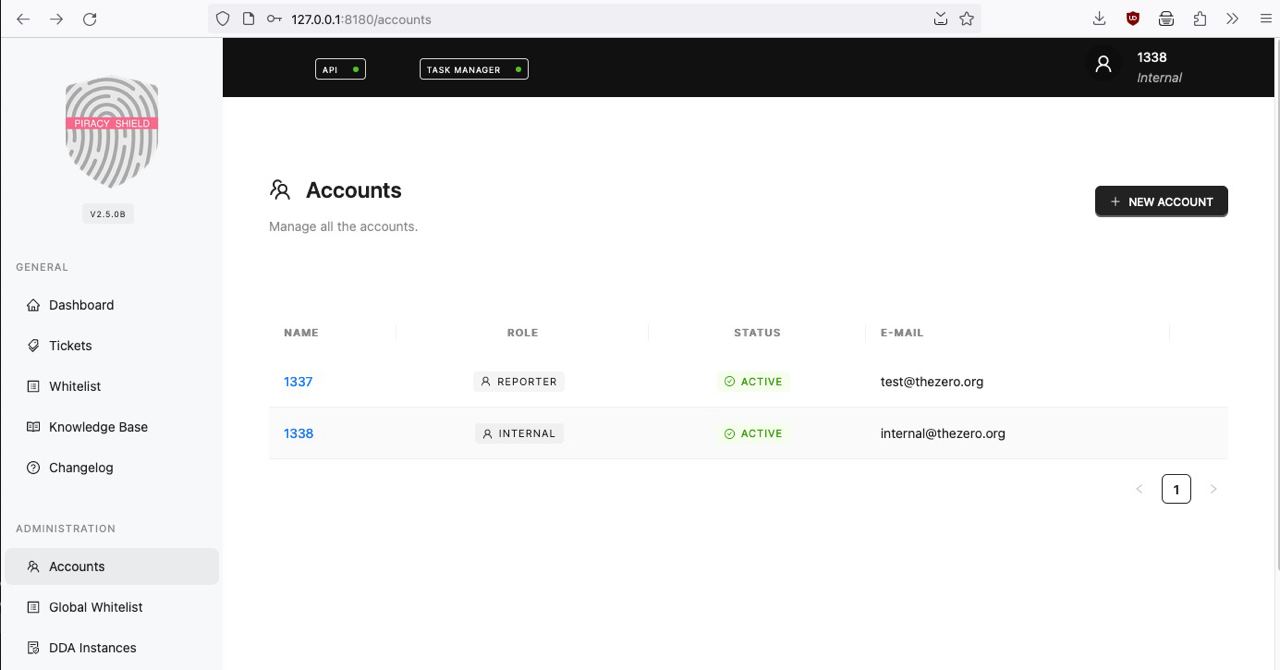 127.0.0.1:8180/accounts
PIRACY SHIELD
V2.5.0B
GENERAL
Dashboard
Tickets
Whitelist
Knowledge Base
Changelog
ADMINISTRATION
Accounts
Global Whitelist
DDA Instances
API
TASK MANAGER
1338
Internal
Accounts
NEW ACCOUNT
Manage all the accounts.
NAME ROLE STATUS E-MAIL
1337 REPORTER ACTIVE test@thezero.org
1338 INTERNAL ACTIVE internal@thezero.org
1